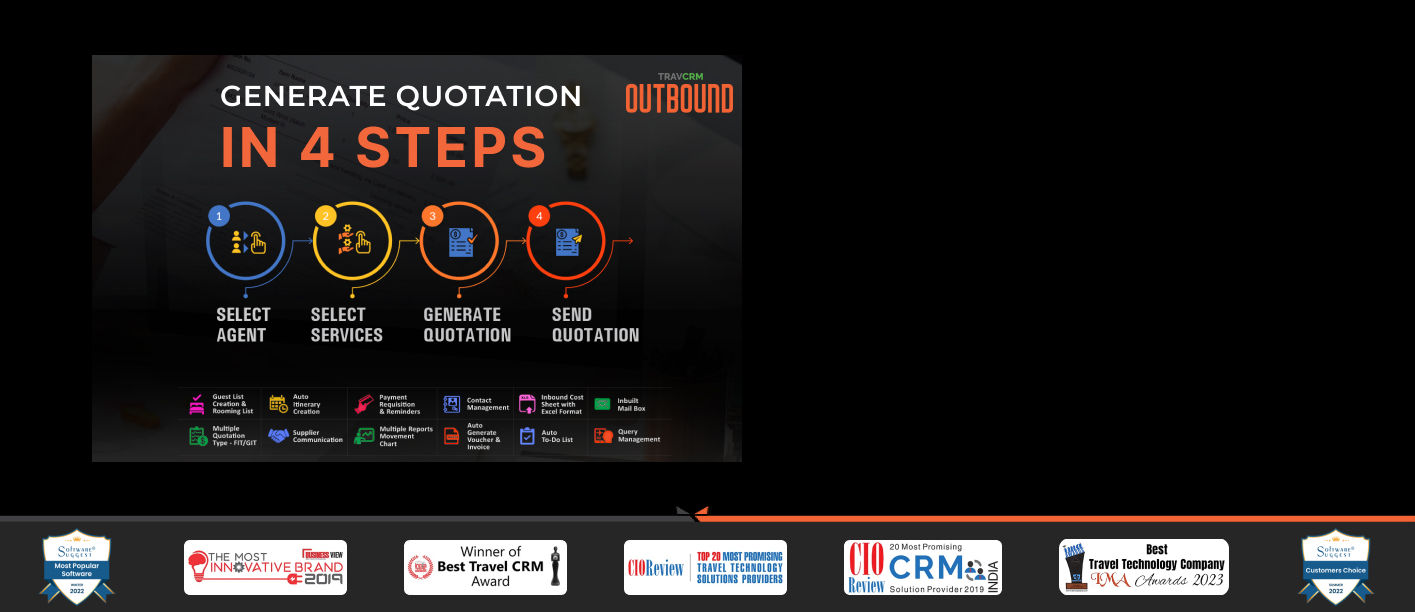 TRAVCRM
OUTBOUND
GENERATE QUOTATION
IN 4 STEPS
1
2
3
4
SELECT
AGENT
SELECT
SERVICES
GENERATE
QUOTATION
SEND
QUOTATION
Guest List
Creation &
Rooming List
Auto
Itinerary
Creation
Payment
Requisition
& Reminders
Contact
Management
Inbound Cost
Sheet with
Excel Format
Inbuilt
Mail Box
Multiple
Quotation
Type - FIT/GIT
Supplier
Communication
Multiple Reports
Movement
Chart
Auto
Generate
Voucher &
Invoice
Auto
To-Do List
Query
Management
Software®
Suggest
Most Popular
Software
WINTER
2022
THE MOST
INNOVATIVE BRAND
BUSINESS VIEW
2019
Winner of
Best Travel CRM
Award
CIOReview
TOP 20 MOST PROMISING
TRAVEL TECHNOLOGY
SOLUTIONS PROVIDERS
CIO
Review
20 Most Promising
CRM
Solution Provider 2019
INDIA
Best
Travel Technology Company
TMA Awards 2023
Software®
Suggest
Customers Choice
SUMMER
2022